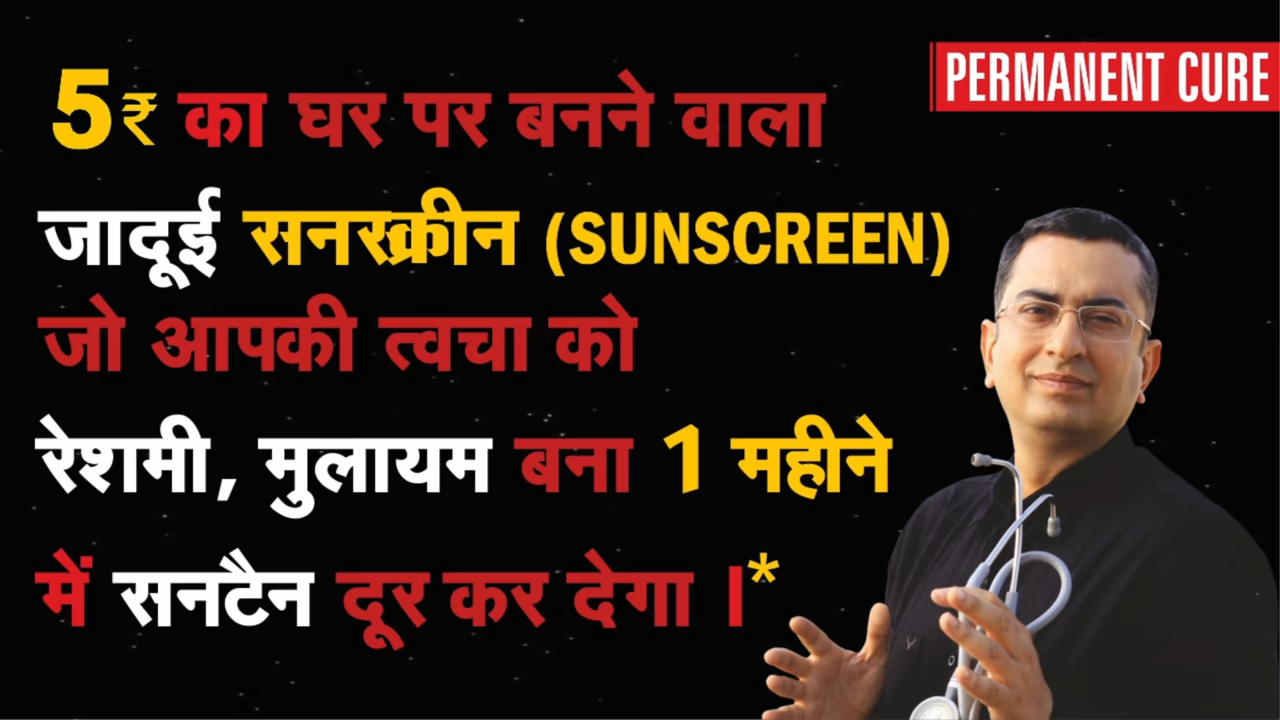 PERMANENT CURE
5₹ का घर पर बनने वाला
जादूई सनस्क्रीन (SUNSCREEN)
जो आपकी त्वचा को
रेशमी, मुलायम बना 1 महीने
में सनटैन दूर कर देगा ।*